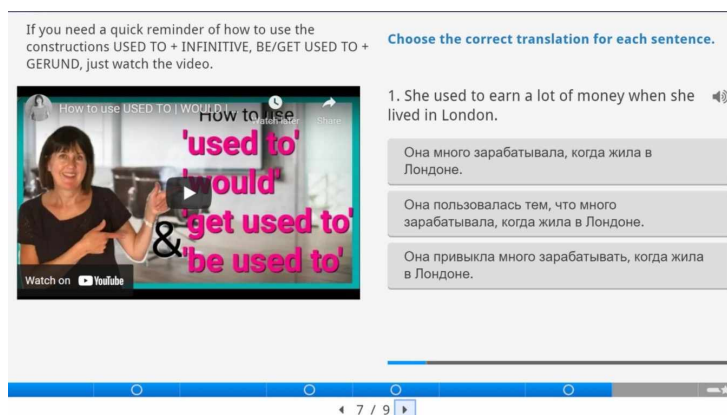 If you need a quick reminder of how to use the
constructions USED TO + INFINITIVE, BE/GET USED TO +
GERUND, just watch the video.
How to use USED TO | WOULD |
Watch later
Share
How to use
'used to'
'would'
'get used to'
&
'be used to'
Watch on YouTube
Choose the correct translation for each sentence.
1. She used to earn a lot of money when she
lived in London.
Она много зарабатывала, когда жила в
Лондоне.
Она пользовалась тем, что много
зарабатывала, когда жила в Лондоне.
Она привыкла много зарабатывать, когда жила
в Лондоне.
7 / 9